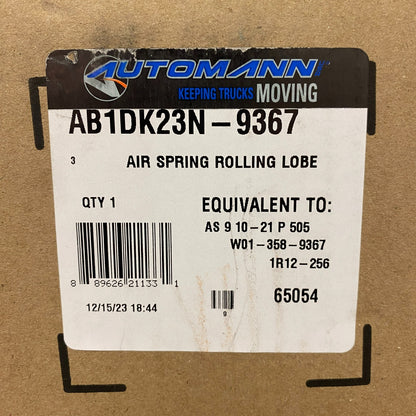 AUTOMANN
KEEPING TRUCKS MOVING
AB1DK23N-9367
3 AIR SPRING ROLLING LOBE
QTY 1
EQUIVALENT TO:
AS 9 10-21 P 505
W01-358-9367
1R12-256
8 89626 21133 1
12/15/23 18:44
9
65054